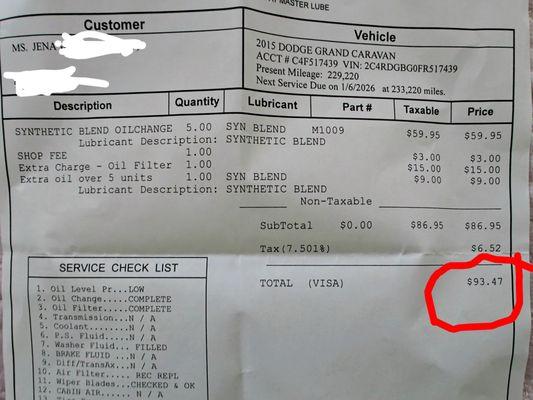 MASTER LUBE
Customer
Vehicle
MS. JENA
2015 DODGE GRAND CARAVAN
ACCT # C4F517439 VIN: 2C4RDGBG0FR517439
Present Mileage: 229,220
Next Service Due on 1/6/2026 at 233,220 miles.
Description Quantity Lubricant Part # Taxable Price
SYNTHETIC BLEND OILCHANGE 5.00 SYN BLEND M1009 $59.95 $59.95
Lubricant Description: SYNTHETIC BLEND
SHOP FEE 1.00 $3.00 $3.00
Extra Charge - Oil Filter 1.00 $15.00 $15.00
Extra oil over 5 units 1.00 SYN BLEND $9.00 $9.00
Lubricant Description: SYNTHETIC BLEND
Non-Taxable
SubTotal $0.00 $86.95 $86.95
Tax(7.501%) $6.52
TOTAL (VISA) $93.47
SERVICE CHECK LIST
1. Oil Level Pr...LOW
2. Oil Change.....COMPLETE
3. Oil Filter.....COMPLETE
4. Transmission...N / A
5. Coolant........N / A
6. P.S. Fluid.....N / A
7. Washer Fluid... FILLED
8. BRAKE FLUID ...N / A
9. Diff/TransAx...N / A
10. Air Filter..... REC REPL
11. Wiper Blades...CHECKED & OK
12. CABIN AIR...... N / A